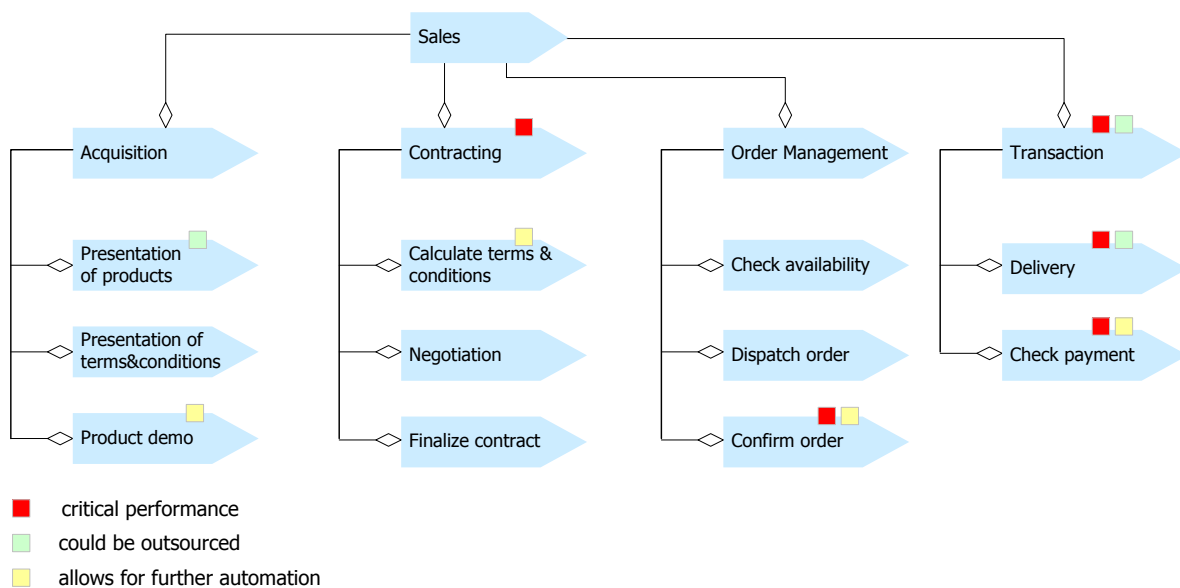 Sales
Acquisition
Contracting
Order Management
Transaction
Presentation
of products
Calculate terms &
conditions
Check availability
Delivery
Presentation of
terms&conditions
Negotiation
Dispatch order
Check payment
Product demo
Finalize contract
Confirm order
critical performance
could be outsourced
allows for further automation